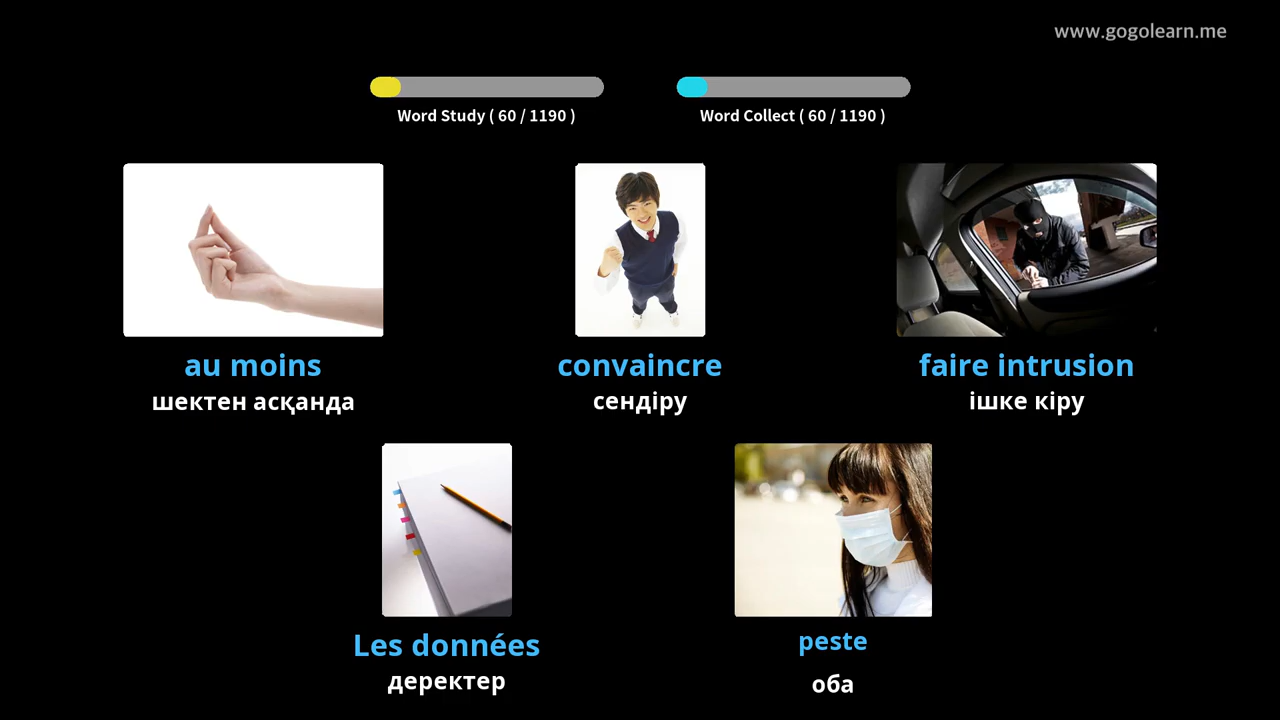 www.gogolearn.me
Word Study ( 60 / 1190 )
Word Collect ( 60 / 1190 )
au moins
шектен асқанда
convaincre
сендіру
faire intrusion
ішке кіру
Les données
деректер
peste
оба